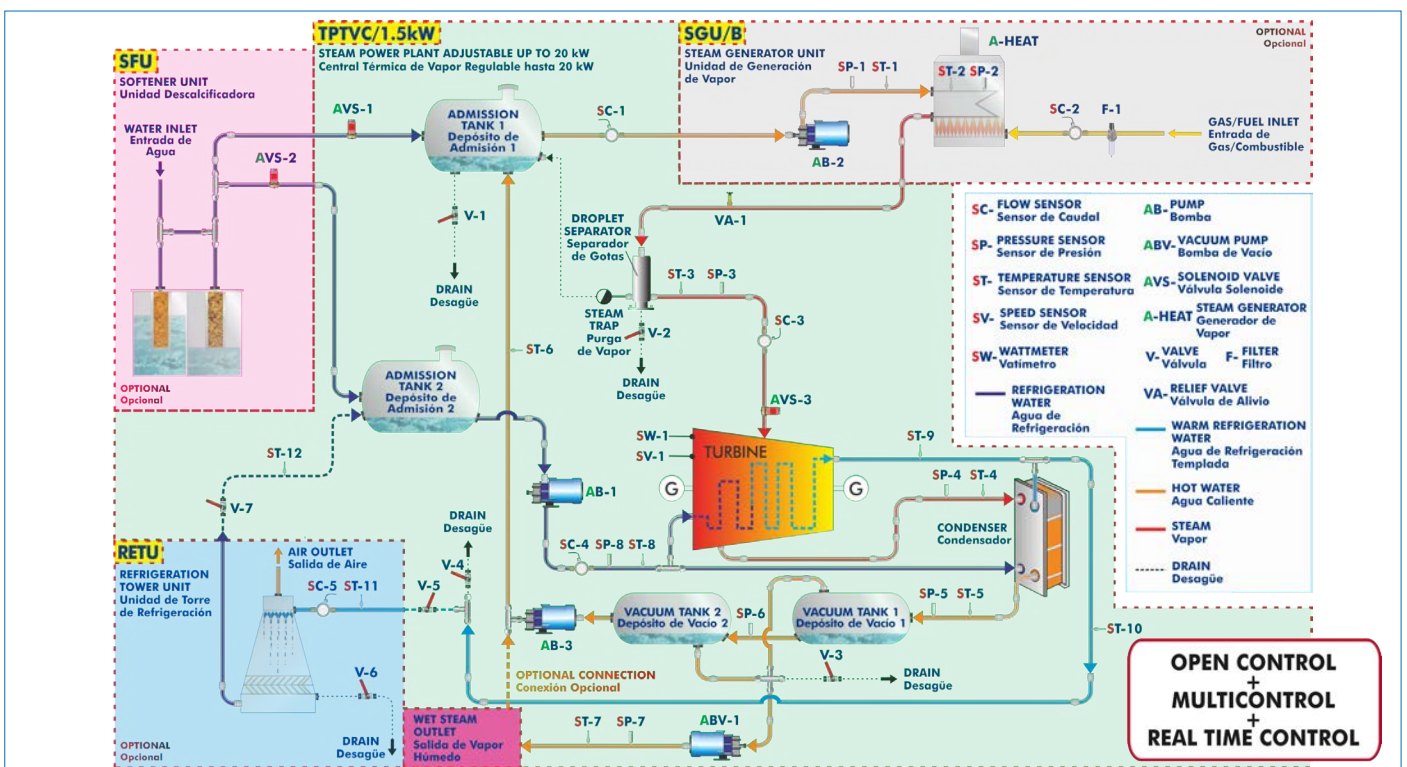 TPTVC/1.5kW
STEAM POWER PLANT ADJUSTABLE UP TO 20 kW
Central Térmica de Vapor Regulable hasta 20 kW
SGU/B
STEAM GENERATOR UNIT
Unidad de Generación
de Vapor
A-HEAT
OPTIONAL
Opcional
SFU
SOFTENER UNIT
Unidad Descalcificadora
WATER INLET
Entrada de
Agua
AVS-1
AVS-2
OPTIONAL
Opcional
ADMISSION
TANK 1
Depósito de
Admisión 1
SC-1
SP-1
ST-1
ST-2
SP-2
AB-2
SC-2
F-1
GAS/FUEL INLET
Entrada de
Gas/Combustible
V-1
DRAIN
Desagüe
VA-1
DROPLET
SEPARATOR
Separador
de Gotas
ST-3
SP-3
STEAM
TRAP
Purga
de Vapor
V-2
DRAIN
Desagüe
SC-3
ST-6
ADMISSION
TANK 2
Depósito de
Admisión 2
AVS-3
SW-1
SV-1
TURBINE
G
G
ST-9
SP-4
ST-4
CONDENSER
Condensador
ST-12
V-7
AB-1
DRAIN
Desagüe
SC-4
SP-8
ST-8
V-4
V-5
RETU
REFRIGERATION
TOWER UNIT
Unidad de Torre
de Refrigeración
AIR OUTLET
Salida de Aire
SC-5
ST-11
V-6
DRAIN
Desagüe
OPTIONAL
Opcional
AB-3
VACUUM TANK 2
Depósito de Vacío 2
SP-6
VACUUM TANK 1
Depósito de Vacío 1
SP-5
ST-5
ST-10
V-3
DRAIN
Desagüe
OPTIONAL CONNECTION
Conexión Opcional
WET STEAM
OUTLET
Salida de Vapor
Húmedo
ST-7
SP-7
ABV-1
SC- FLOW SENSOR
Sensor de Caudal
SP- PRESSURE SENSOR
Sensor de Presión
ST- TEMPERATURE SENSOR
Sensor de Temperatura
SV- SPEED SENSOR
Sensor de Velocidad
SW- WATTMETER
Vatímetro
REFRIGERATION
WATER
Agua de
Refrigeración
AB- PUMP
Bomba
ABV- VACUUM PUMP
Bomba de Vacío
AVS- SOLENOID VALVE
Válvula Solenoide
A-HEAT STEAM GENERATOR
Generador de
Vapor
V- VALVE
Válvula
F- FILTER
Filtro
VA- RELIEF VALVE
Válvula de Alivio
WARM REFRIGERATION
WATER
Agua de Refrigeración
Templada
HOT WATER
Agua Caliente
STEAM
Vapor
DRAIN
Desagüe
OPEN CONTROL
+
MULTICONTROL
+
REAL TIME CONTROL